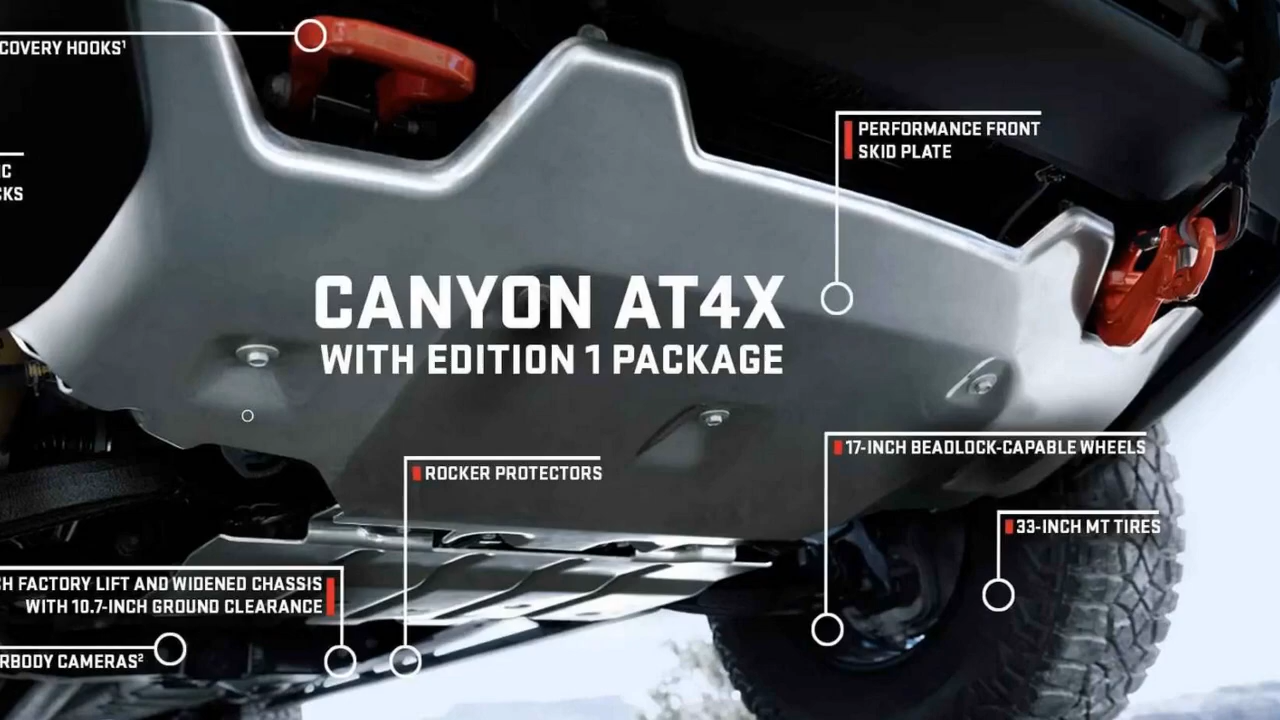 COVERY HOOKS¹
PERFORMANCE FRONT
SKID PLATE
IC
CKS
CANYON AT4X
WITH EDITION 1 PACKAGE
17-INCH BEADLOCK-CAPABLE WHEELS
ROCKER PROTECTORS
33-INCH MT TIRES
CH FACTORY LIFT AND WIDENED CHASSIS
WITH 10.7-INCH GROUND CLEARANCE
RBODY CAMERAS²